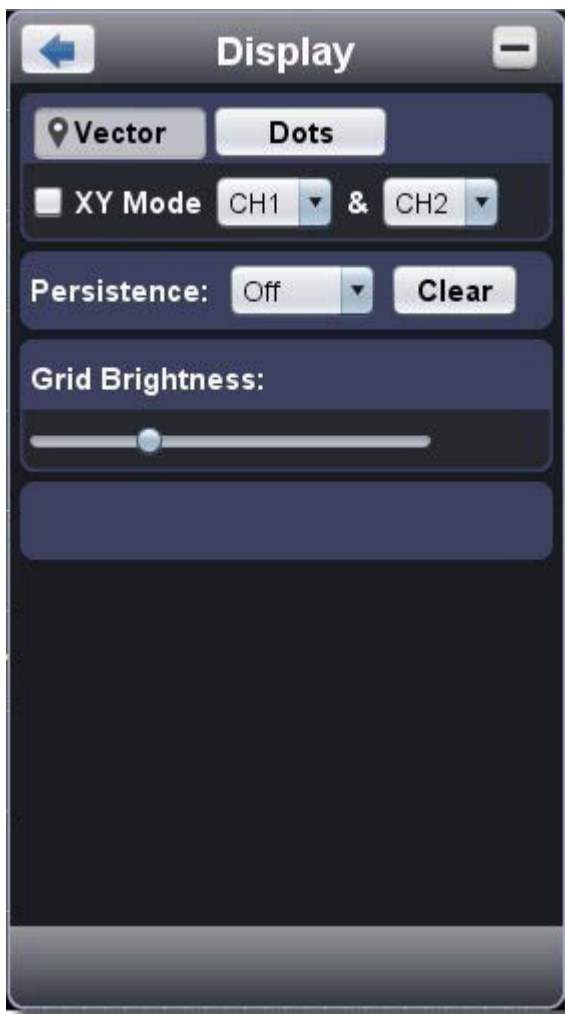 Display
Vector Dots
XY Mode CH1 & CH2
Persistence: Off Clear
Grid Brightness: